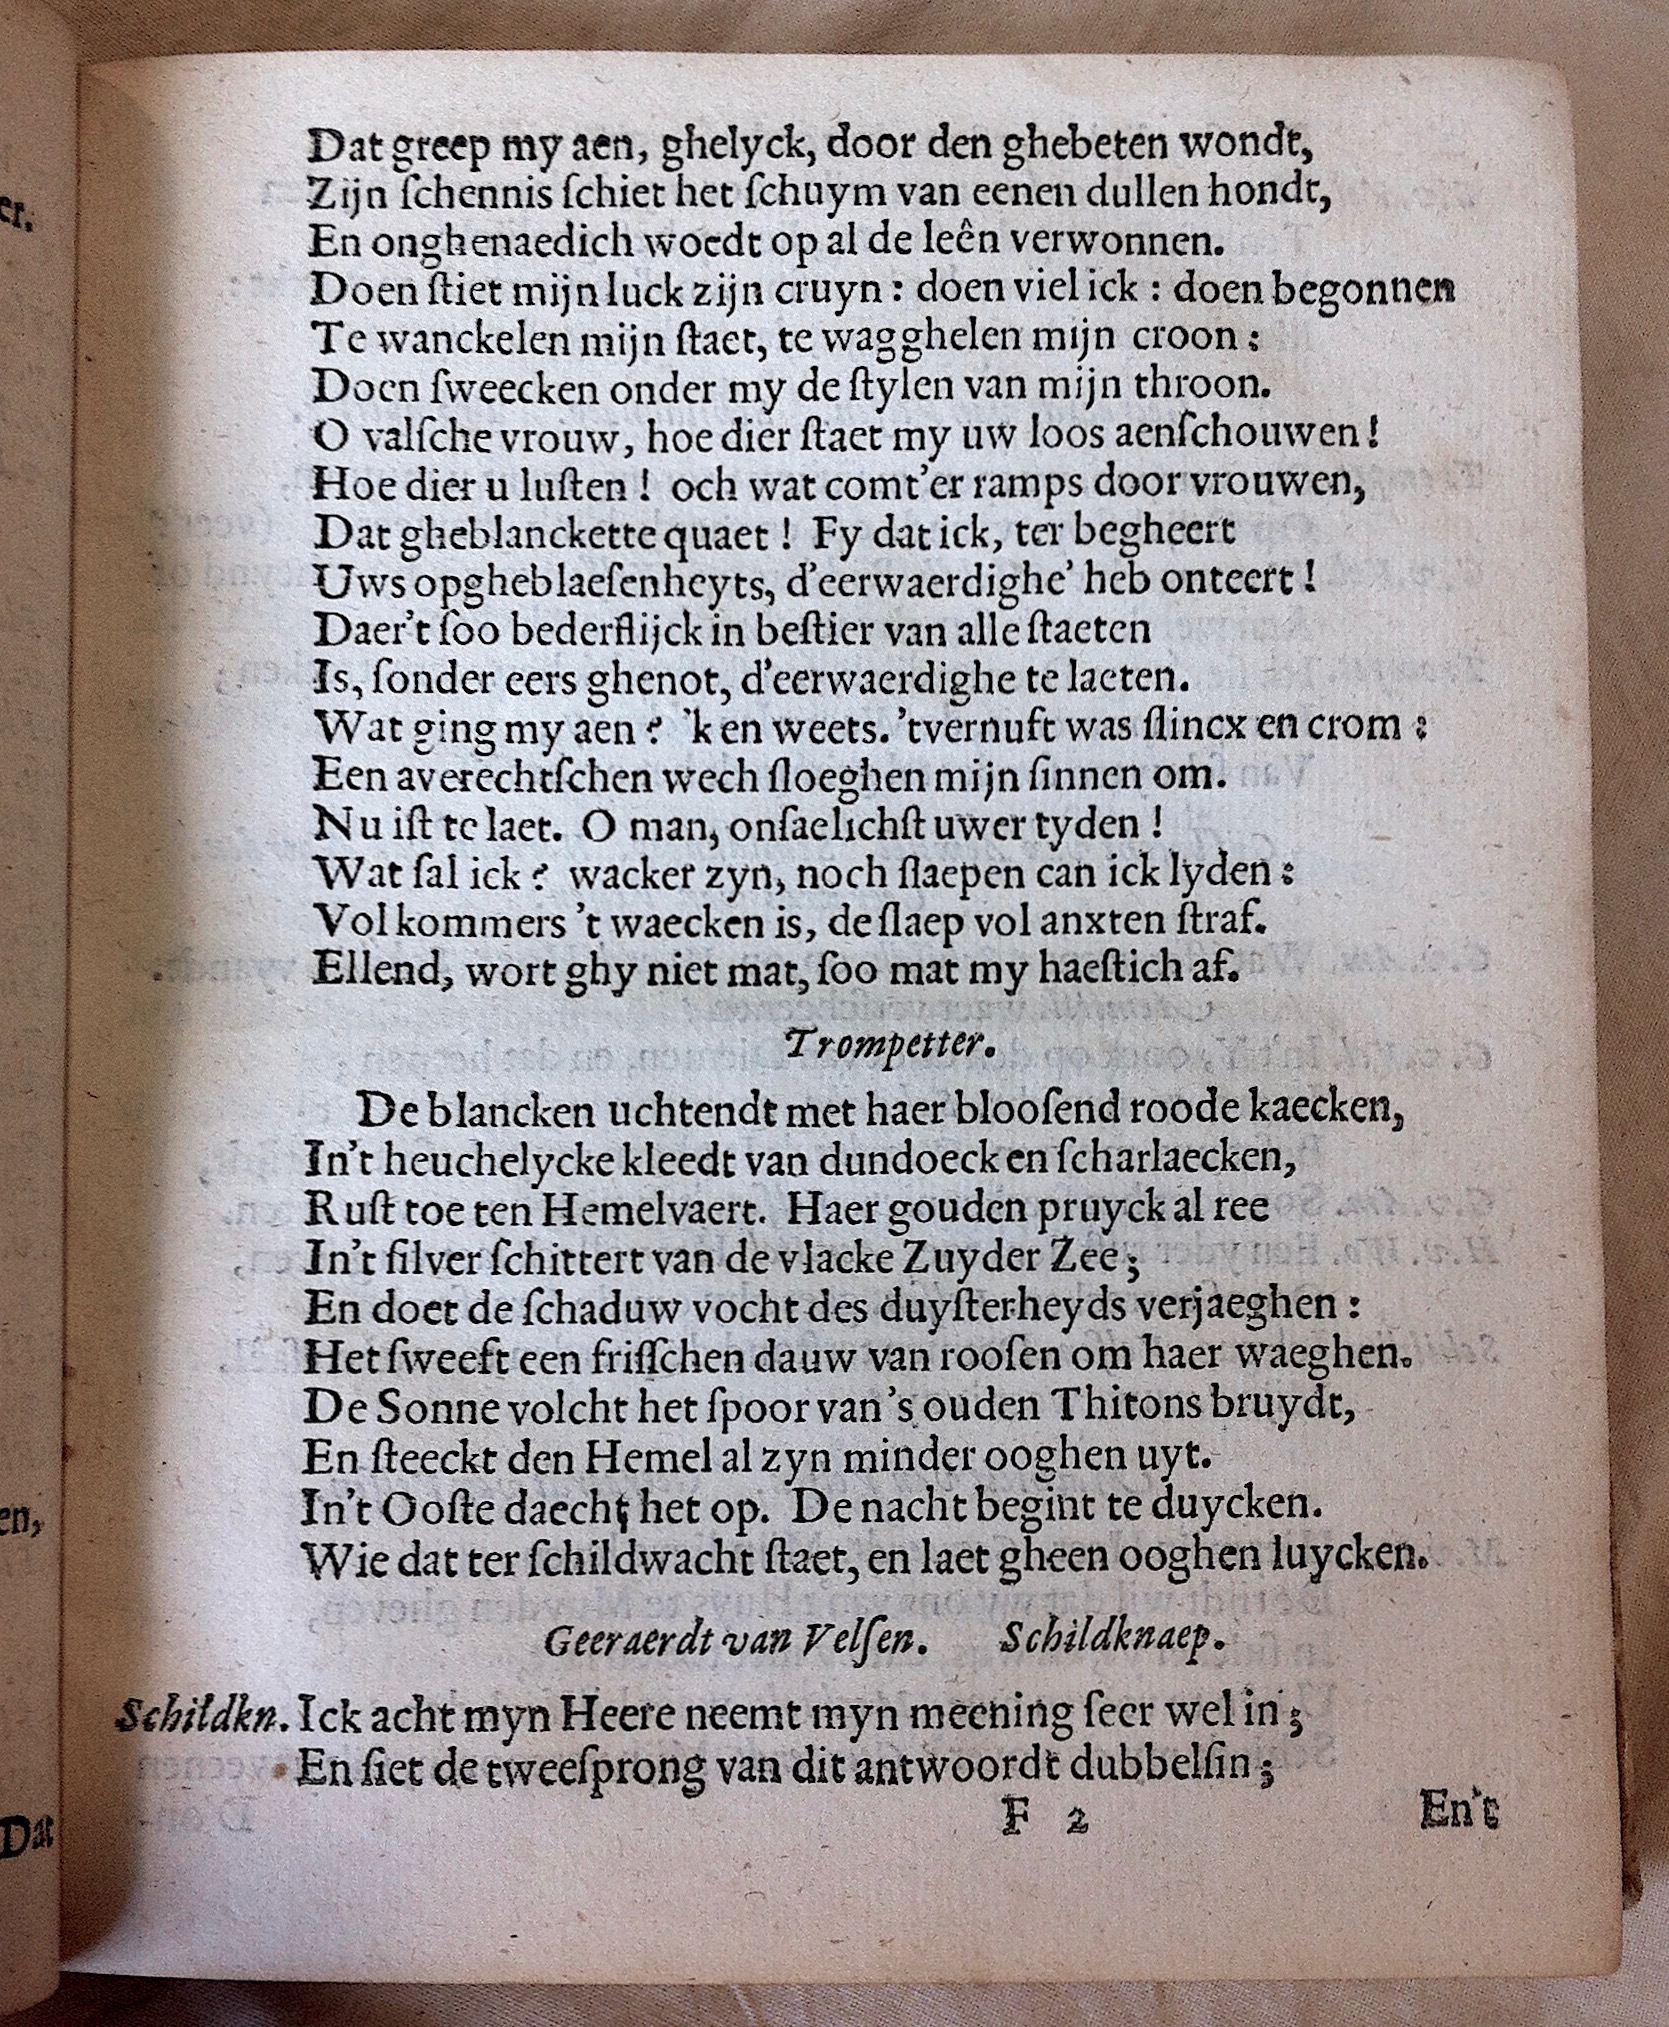 Dat greep my aen, ghelyck, door den ghebeten wondt,
Zijn ſchennis ſchiet het ſchuym van eenen dullen hondt,
En onghenaedich woedt op al de leên verwonnen.
Doen ſtiet mijn luck zijn cruyn : doen viel ick : doen begonnen
Te wanckelen mijn ſtaet, te wagghelen mijn croon :
Doen ſweecken onder my de ſtylen van mijn throon.
O valſche vrouw, hoe dier ſtaet my uw loos aenſchouwen !
Hoe dier u luſten ! och wat comt'er ramps door vrouwen,
Dat gheblanckette quaet ! Fy dat ick, ter begheert
Uws opgheblaeſenheyts, d'eerwaerdighe' heb onteert !
Daer't ſoo bederflijck in beſtier van alle ſtaeten
Is, ſonder eers ghenot, d'eerwaerdighe te laeten.
Wat ging my aen ? 'k en weets. 'tvernuft was ſlincx en crom :
Een averechtſchen wech ſloeghen mijn ſinnen om.
Nu iſt te laet. O man, onſaelichſt uwer tyden !
Wat ſal ick ? wacker zyn, noch ſlaepen can ick lyden :
Vol kommers 't waecken is, de ſlaep vol anxten ſtraf.
Ellend, wort ghy niet mat, ſoo mat my haeſtich af.
Trompetter.
De blancken uchtendt met haer blooſend roode kaecken,
In't heuchelycke kleedt van dundoeck en ſcharlaecken,
Ruſt toe ten Hemelvaert. Haer gouden pruyck al ree
In't ſilver ſchittert van de vlacke Zuyder Zee ;
En doet de ſchaduw vocht des duyſterheyds verjaeghen :
Het ſweeft een friſſchen dauw van rooſen om haer waeghen.
De Sonne volcht het ſpoor van 's ouden Thitons bruydt,
En ſteeckt den Hemel al zyn minder ooghen uyt.
In't Ooſte daecht het op. De nacht begint te duycken.
Wie dat ter ſchildwacht ſtaet, en laet gheen ooghen luycken.
Geeraerdt van Velſen. Schildknaep.
Schildkn. Ick acht myn Heere neemt myn meening ſeer wel in ;
En ſiet de tweeſprong van dit antwoordt dubbelſin ;
F 2 En't
er.
en,
Dat